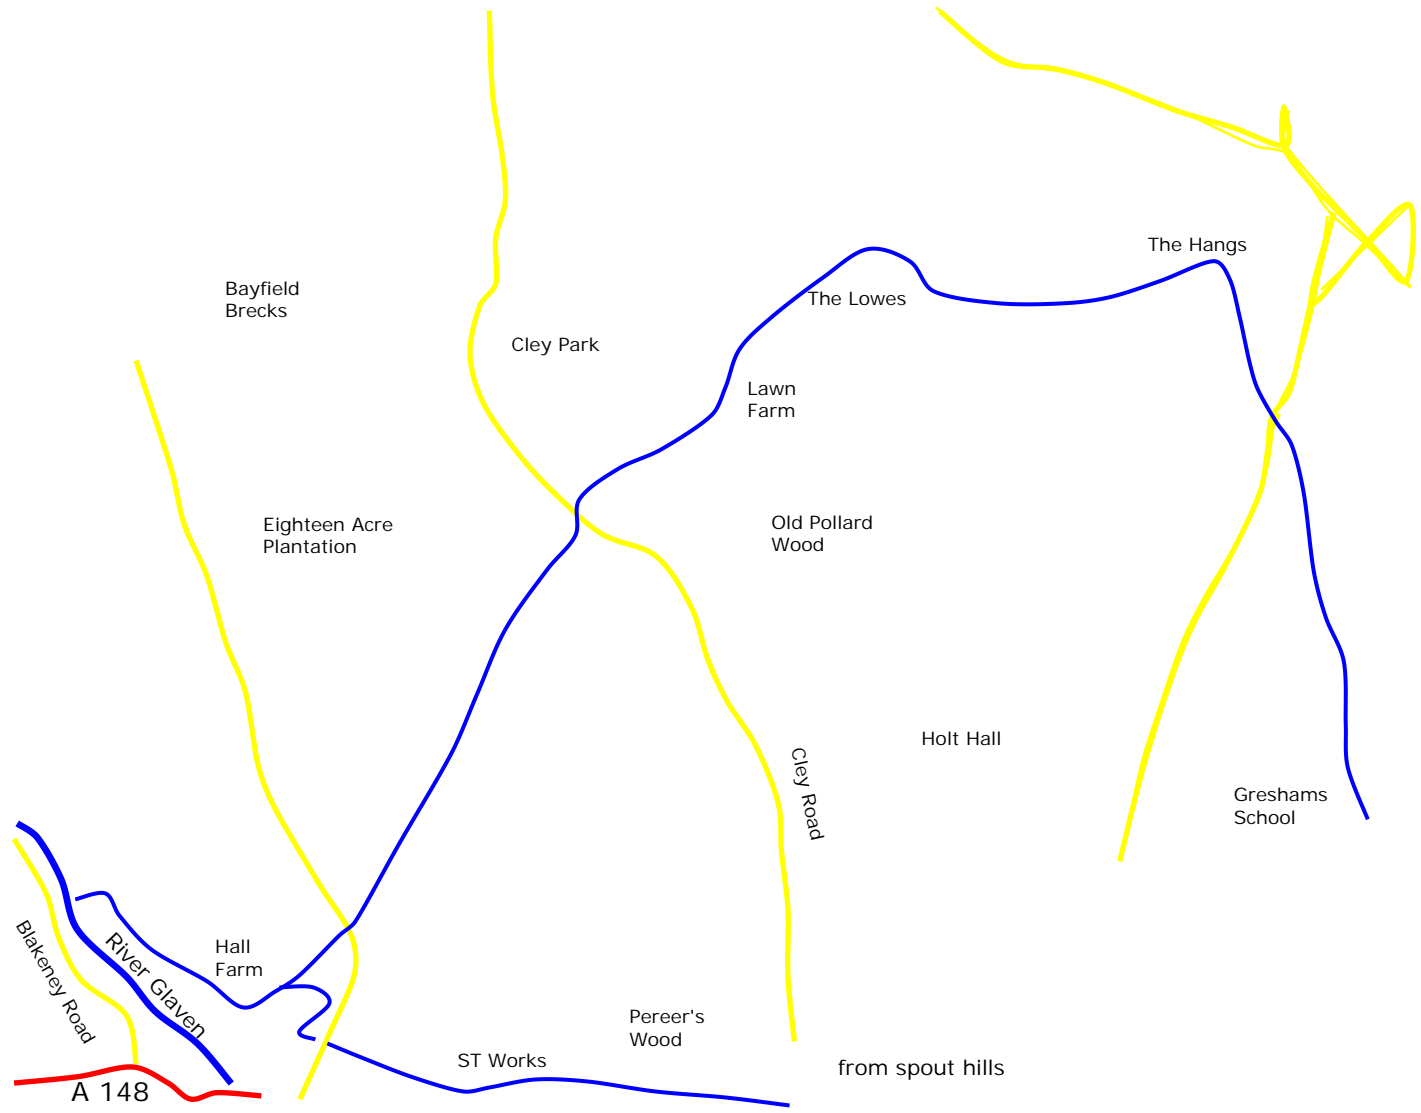 The Hangs
Bayfield
Brecks
The Lowes
Cley Park
Lawn
Farm
Eighteen Acre
Plantation
Old Pollard
Wood
Holt Hall
Cley Road
Greshams
School
Blakeney Road
River Glaven
Hall
Farm
Pereer's
Wood
ST Works
from spout hills
A 148